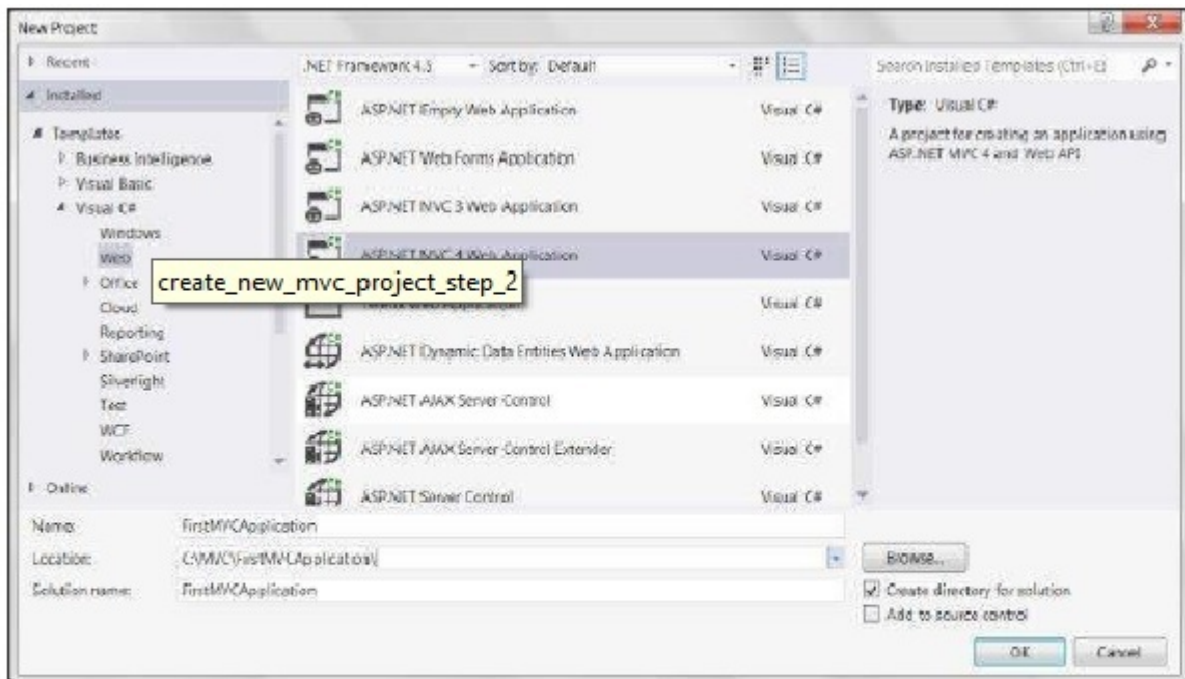 New Project
Recent
.NET Framework 4.5 Sort by: Default
Search Installed Templates (Ctrl+E)
Installed
Templates
Business Intelligence
Visual Basic
Visual C#
Windows
Web
Office
Cloud
Reporting
SharePoint
Silverlight
Test
WCF
Workflow
Online
ASP.NET Empty Web Application Visual C#
ASP.NET Web Forms Application Visual C#
ASP.NET MVC 3 Web Application Visual C#
ASP.NET MVC 4 Web Application Visual C#
create_new_mvc_project_step_2
Web Application Visual C#
ASP.NET Dynamic Data Entities Web Application Visual C#
ASP.NET AJAX Server Control Visual C#
ASP.NET AJAX Server Control Extender Visual C#
ASP.NET Server Control Visual C#
Type: Visual C#
A project for creating an application using
ASP.NET MVC 4 and Web API
Name: FirstMVCApplication
Location: C:\MVC\FirstMVCApplication\
Browse...
Solution name: FirstMVCApplication
Create directory for solution
Add to source control
OK Cancel